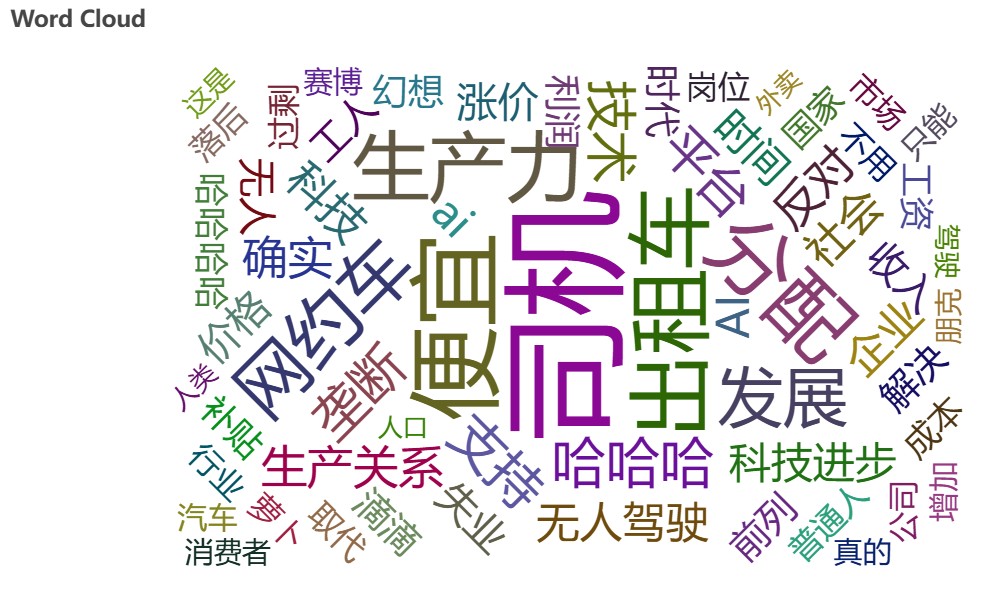 Word Cloud
这是
落后
过剩
赛博
幻想
涨价
利润
技术
时代
岗位
外卖
市场
只能
工人
生产力
时间
国家
不用
工资
无人
科技
ai
平台
反对
社会
收入
驾驶
哈哈哈哈哈
确实
便宜
司机
出租车
分配
AI
企业
朋克
价格
网约车
垄断
发展
解决
成本
人类
补贴
人口
支持
哈哈哈
科技进步
增加
行业
生产关系
萝卜
取代
滴滴
失业
无人驾驶
前列
普通人
公司
汽车
消费者
真的